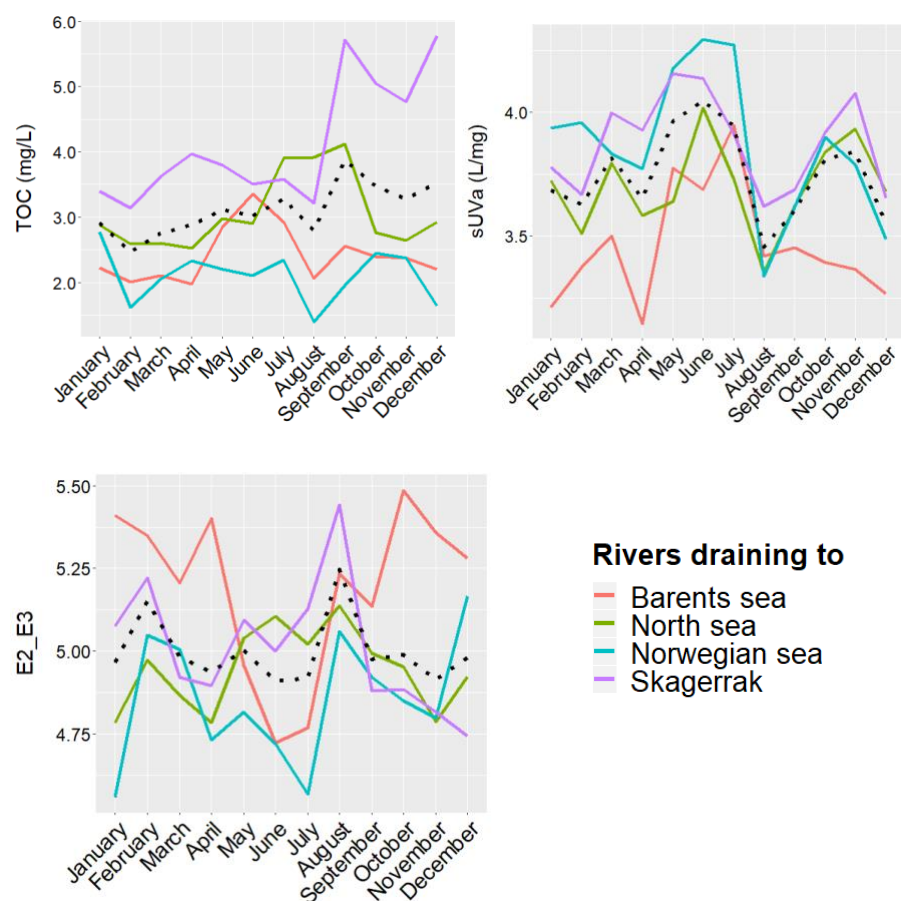 TOC (mg/L)
6.0
5.0
4.0
3.0
2.0
January
February
March
April
May
June
July
August
September
October
November
December
sUVa (L/mg)
4.0
3.5
January
February
March
April
May
June
July
August
September
October
November
December
E2_E3
5.50
5.25
5.00
4.75
January
February
March
April
May
June
July
August
September
October
November
December
Rivers draining to
Barents sea
North sea
Norwegian sea
Skagerrak